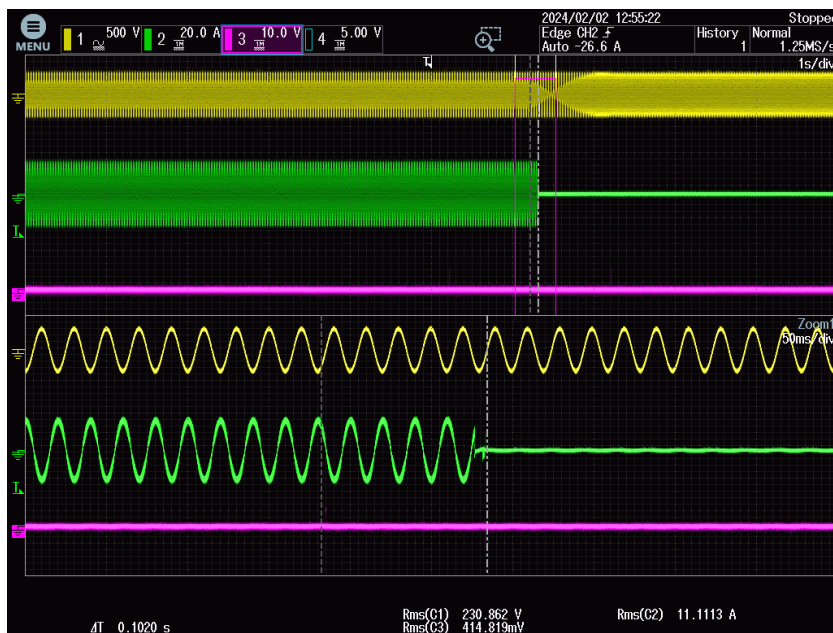 2024/02/02 12:55:22 Stopped
MENU
1 500 V
2 20.0 A
3 10.0 V
4 5.00 V
Edge CH2
Auto -26.6 A
History
1
Normal
1.25MS/s
1s/div
Zoom1
50ms/div
ΔT 0.1020 s
Rms(C1) 230.862 V
Rms(C3) 414.819mV
Rms(C2) 11.1113 A